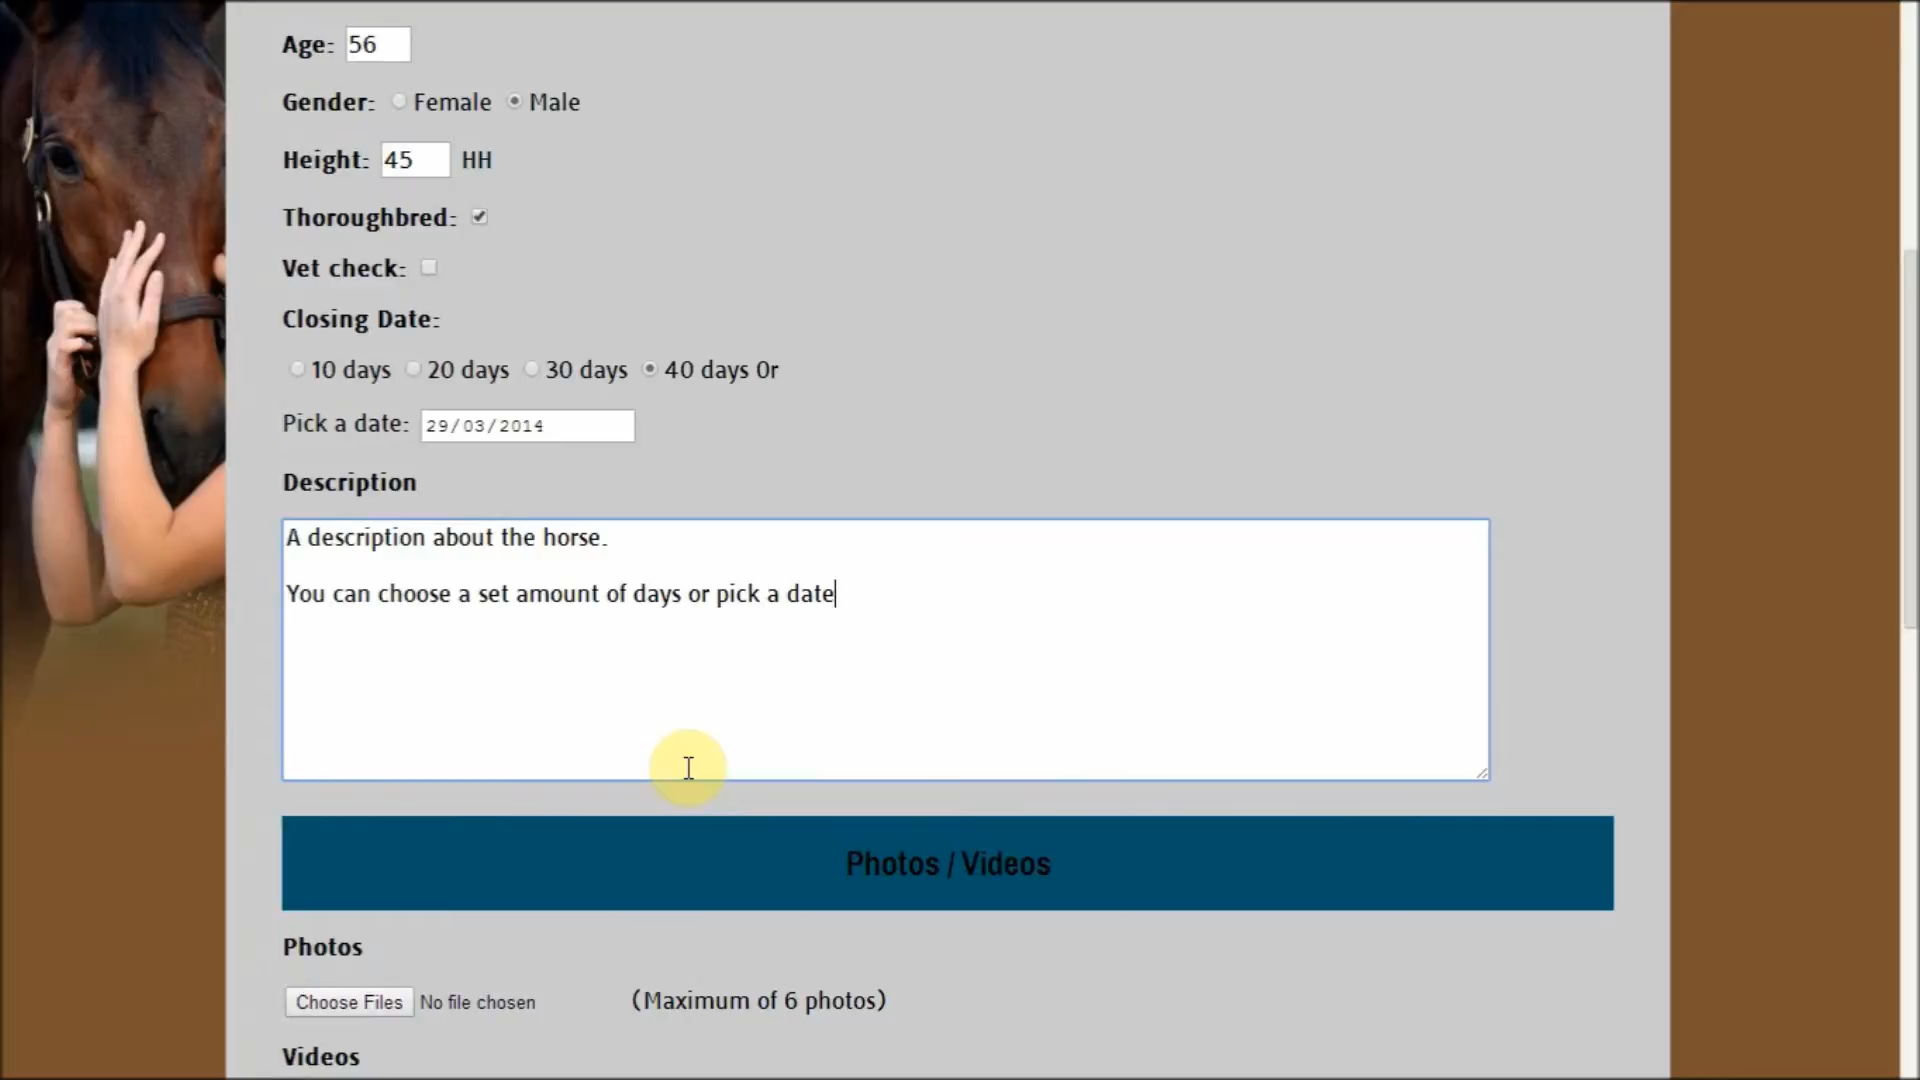 Age: 56
Gender: Female Male
Height: 45 HH
Thoroughbred:
Vet check:
Closing Date:
10 days 20 days 30 days 40 days Or
Pick a date: 29/03/2014
Description
A description about the horse.
You can choose a set amount of days or pick a date
Photos / Videos
Photos
Choose Files No file chosen (Maximum of 6 photos)
Videos